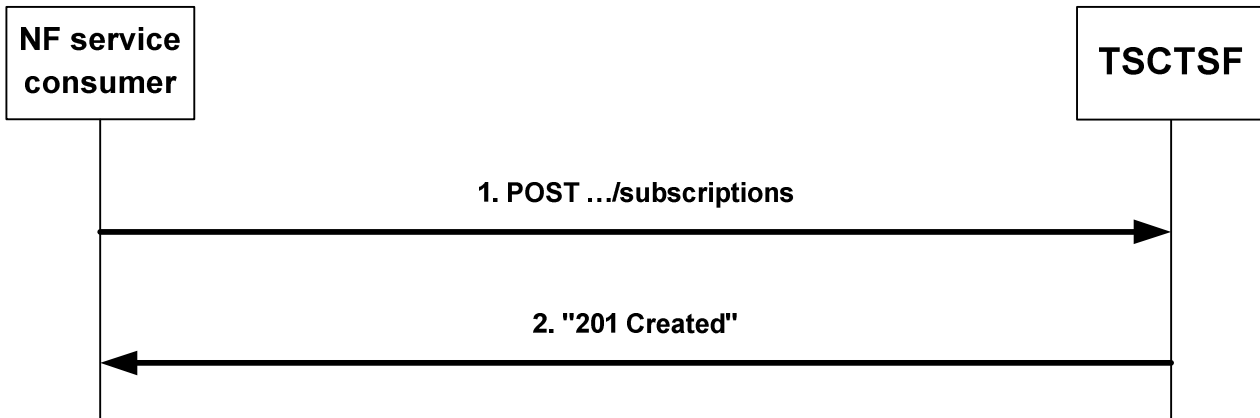 NF service
consumer
TSCTSF
1. POST …/subscriptions
2. "201 Created"